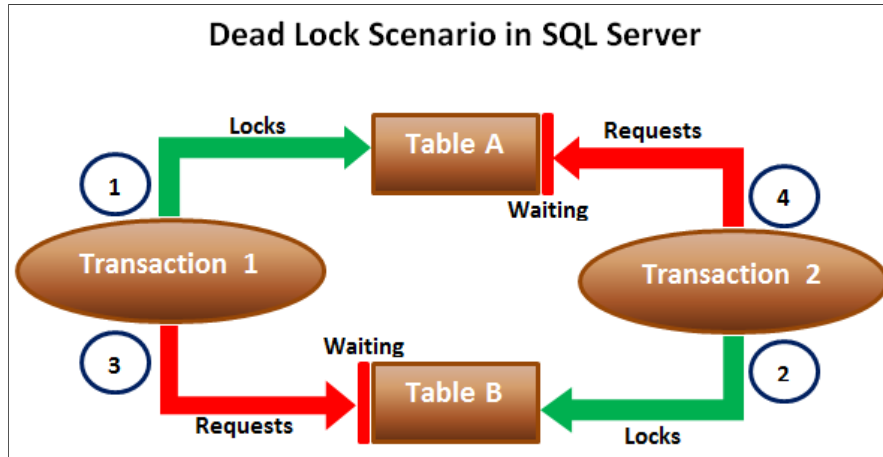 Dead Lock Scenario in SQL Server
Locks
Table A
Requests
1
Waiting
4
Transaction 1
Transaction 2
3
Waiting
2
Table B
Requests
Locks